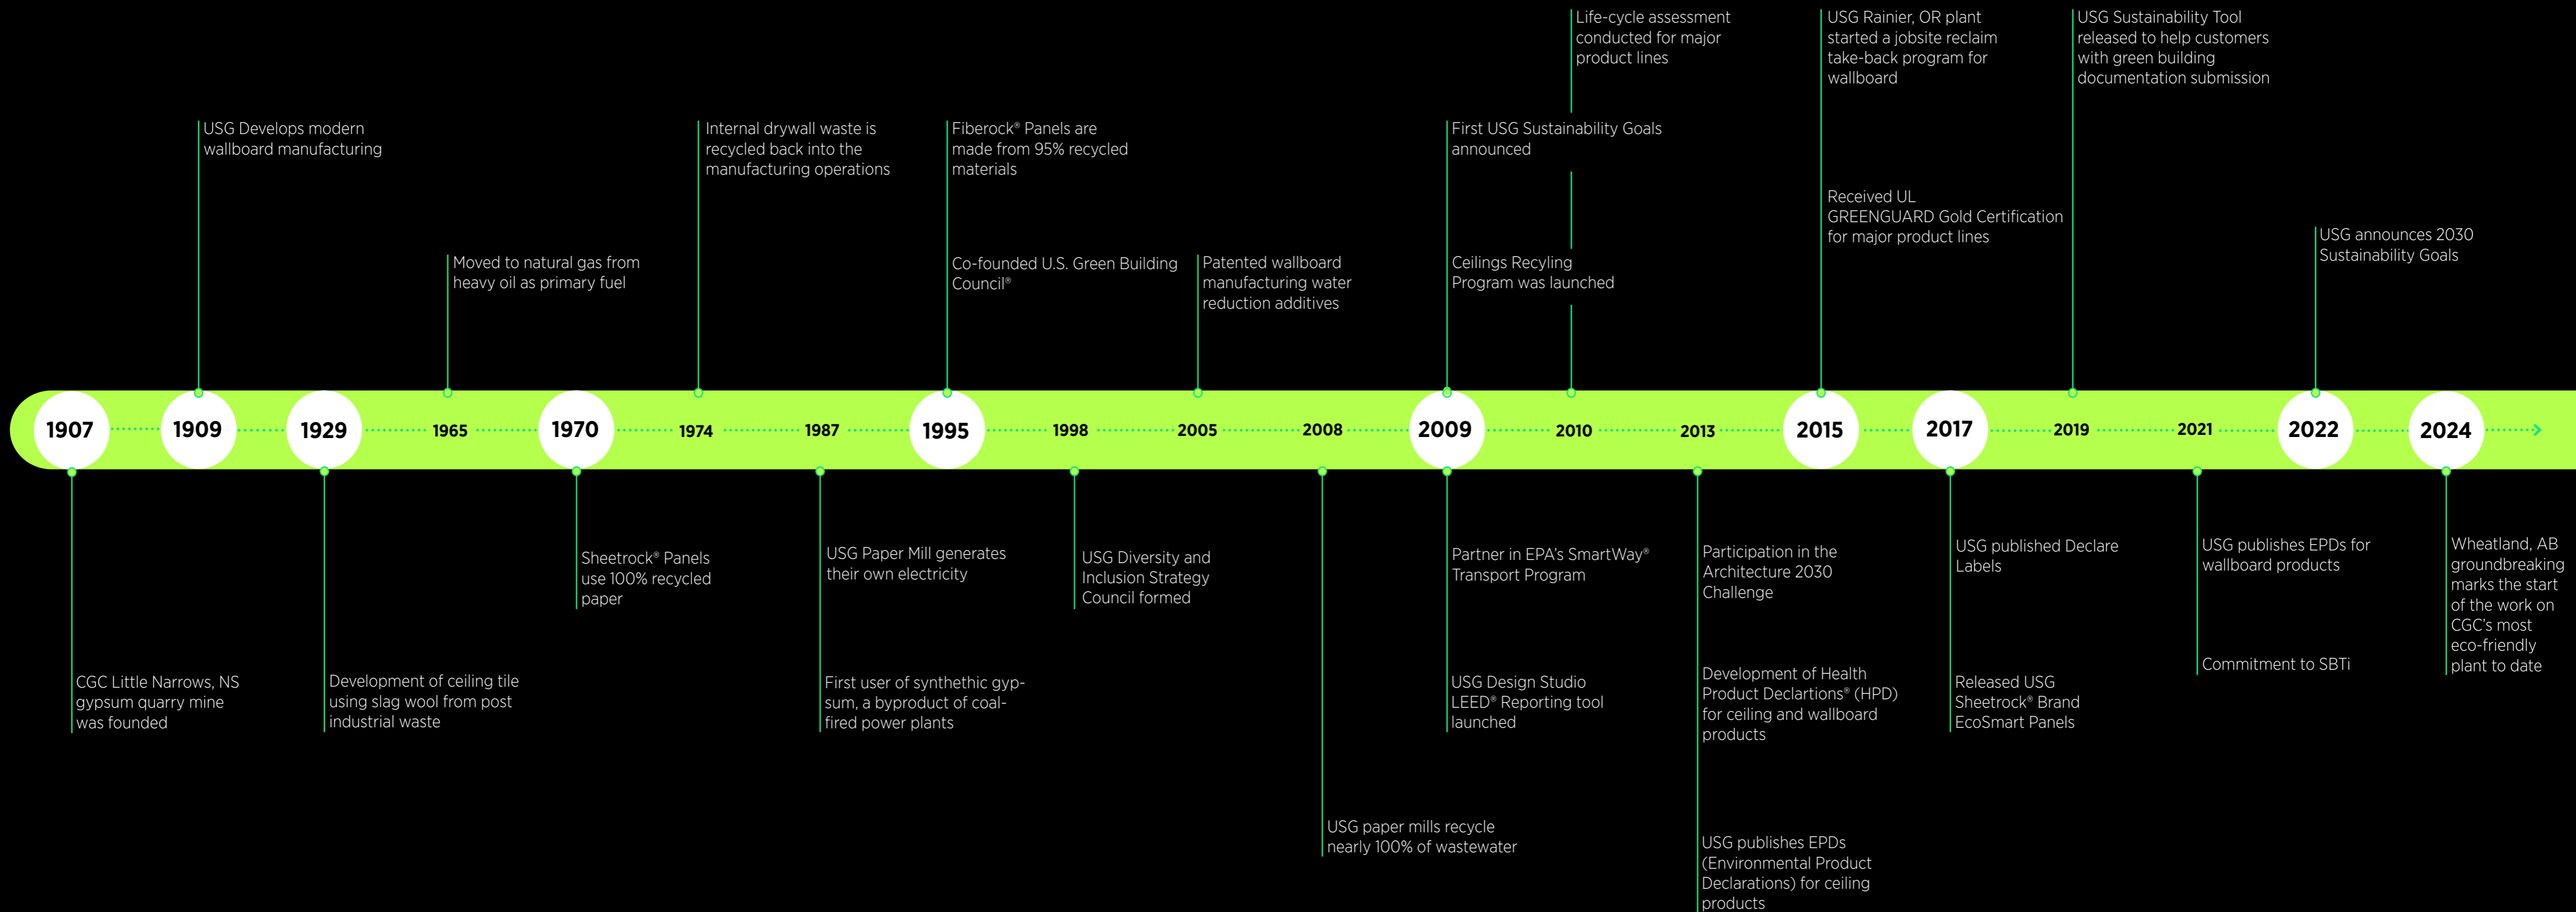 Life-cycle assessment
conducted for major
product lines
USG Rainier, OR plant
started a jobsite reclaim
take-back program for
wallboard
USG Sustainability Tool
released to help customers
with green building
documentation submission
USG Develops modern
wallboard manufacturing
Internal drywall waste is
recycled back into the
manufacturing operations
Fiberock® Panels are
made from 95% recycled
materials
First USG Sustainability Goals
announced
Received UL
GREENGUARD Gold Certification
for major product lines
Moved to natural gas from
heavy oil as primary fuel
Co-founded U.S. Green Building
Council®
Patented wallboard
manufacturing water
reduction additives
Ceilings Recyling
Program was launched
USG announces 2030
Sustainability Goals
1907
1909
1929
1965
1970
1974
1987
1995
1998
2005
2008
2009
2010
2013
2015
2017
2019
2021
2022
2024
Sheetrock® Panels
use 100% recycled
paper
USG Paper Mill generates
their own electricity
USG Diversity and
Inclusion Strategy
Council formed
Partner in EPA's SmartWay®
Transport Program
Participation in the
Architecture 2030
Challenge
USG published Declare
Labels
USG publishes EPDs for
wallboard products
Wheatland, AB
groundbreaking
marks the start
of the work on
CGC's most
eco-friendly
plant to date
CGC Little Narrows, NS
gypsum quarry mine
was founded
Development of ceiling tile
using slag wool from post
industrial waste
First user of synthethic gyp-
sum, a byproduct of coal-
fired power plants
USG Design Studio
LEED® Reporting tool
launched
Development of Health
Product Declartions® (HPD)
for ceiling and wallboard
products
Released USG
Sheetrock® Brand
EcoSmart Panels
Commitment to SBTi
USG paper mills recycle
nearly 100% of wastewater
USG publishes EPDs
(Environmental Product
Declarations) for ceiling
products